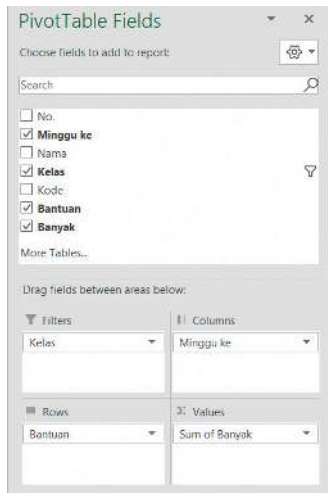 PivotTable Fields
Choose fields to add to report:
Search
No.
Minggu ke
Nama
Kelas
Kode
Bantuan
Banyak
More Tables...
Drag fields between areas below:
Filters
Columns
Kelas
Minggu ke
Rows
Values
Bantuan
Sum of Banyak